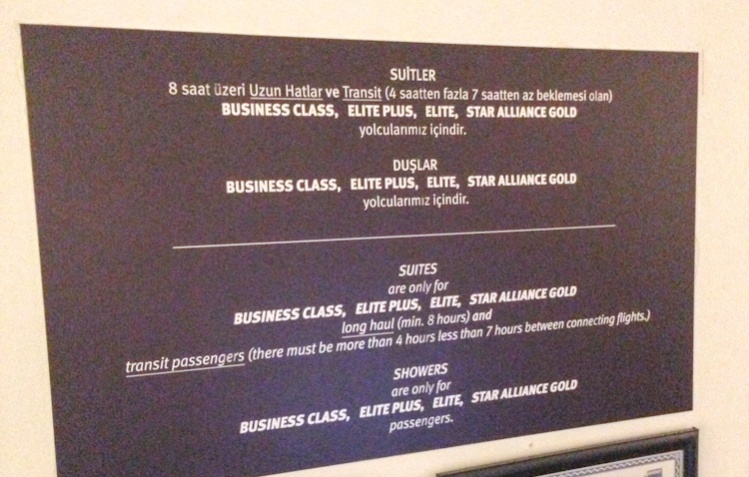 SUİTLER
8 saat üzeri Uzun Hatlar ve Transit (4 saatten fazla 7 saatten az beklemesi olan)
BUSINESS CLASS, ELITE PLUS, ELITE, STAR ALLIANCE GOLD
yolcularımız içindir.
DUŞLAR
BUSINESS CLASS, ELITE PLUS, ELITE, STAR ALLIANCE GOLD
yolcularımız içindir.
SUITES
are only for
BUSINESS CLASS, ELITE PLUS, ELITE, STAR ALLIANCE GOLD
long haul (min. 8 hours) and
transit passengers (there must be more than 4 hours less than 7 hours between connecting flights.)
SHOWERS
are only for
BUSINESS CLASS, ELITE PLUS, ELITE, STAR ALLIANCE GOLD
passengers.